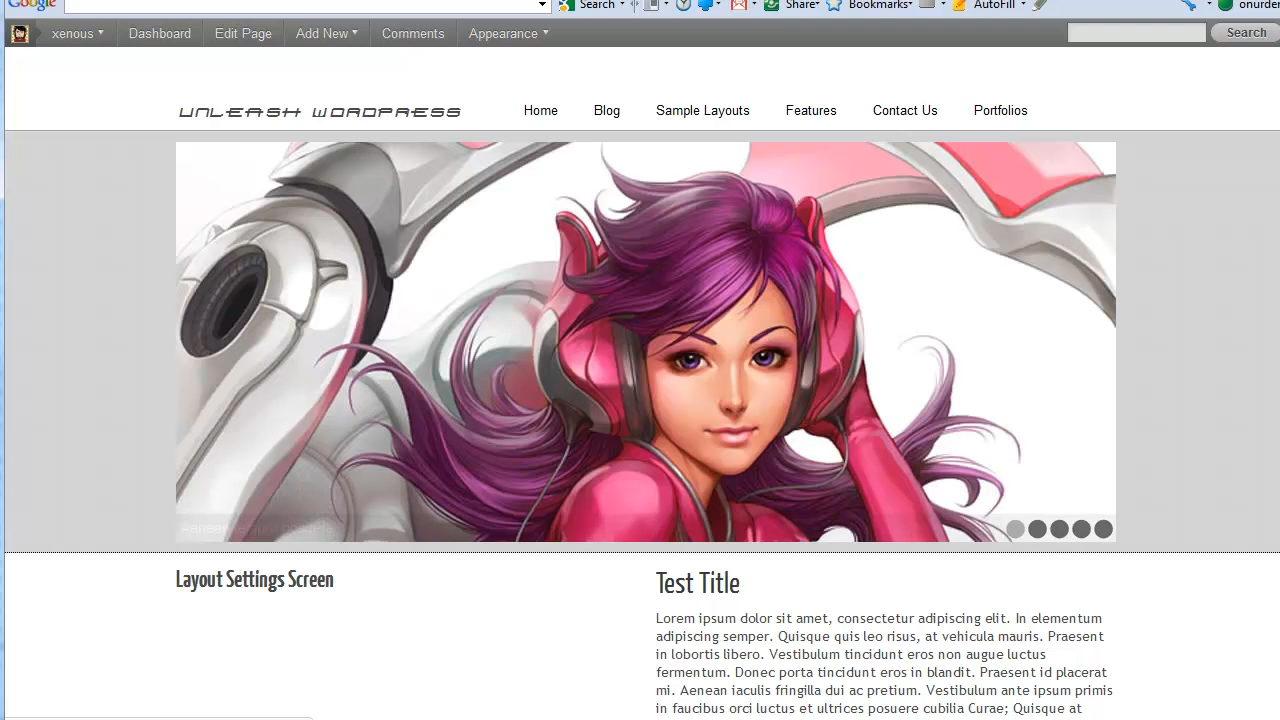 Google Search Share Bookmarks AutoFill onurder
xenous Dashboard Edit Page Add New Comments Appearance Search
UNLEASH WORDPRESS Home Blog Sample Layouts Features Contact Us Portfolios
Layout Settings Screen
Test Title
Lorem ipsum dolor sit amet, consectetur adipiscing elit. In elementum
adipiscing semper. Quisque quis leo risus, at vehicula mauris. Praesent
in lobortis libero. Vestibulum tincidunt eros non augue luctus
fermentum. Donec porta tincidunt eros in blandit. Praesent id placerat
mi. Aenean iaculis fringilla dui ac pretium. Vestibulum ante ipsum primis
in faucibus orci luctus et ultrices posuere cubilia Curae; Quisque at